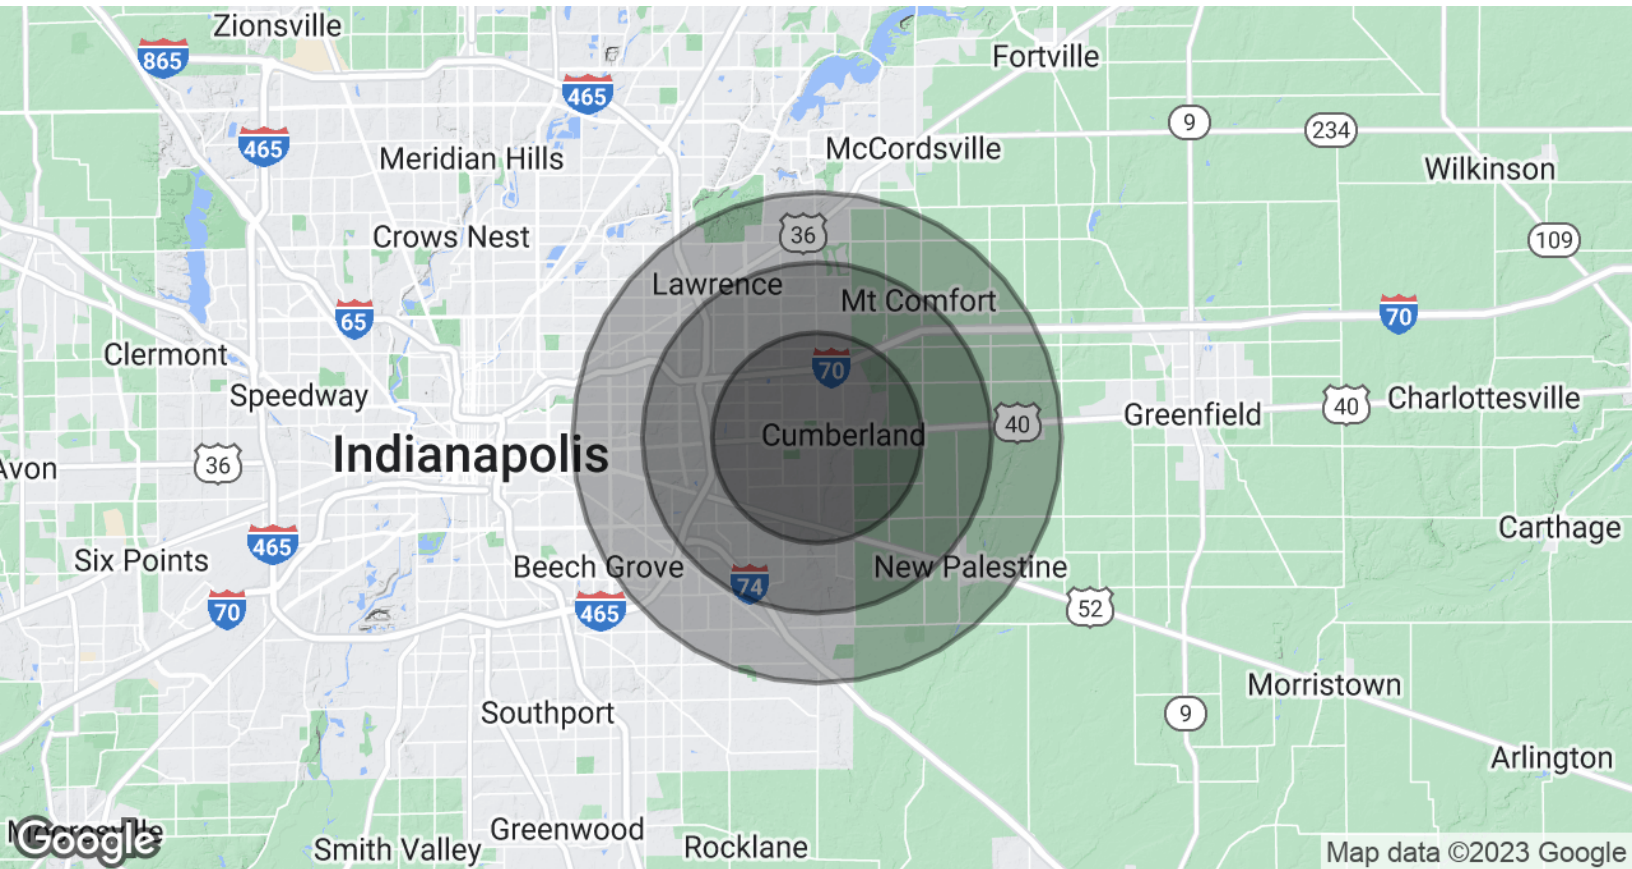 Zionsville
865
Fortville
465
9
234
465
McCordsville
Meridian Hills
Wilkinson
36
Crows Nest
109
Lawrence
Mt Comfort
65
70
Clermont
70
Speedway
Charlottesville
40
Greenfield
40
Cumberland
Indianapolis
36
Avon
Carthage
465
Six Points
Beech Grove
New Palestine
74
70
465
52
Morristown
Southport
9
Arlington
Mooresville
Greenwood
Google
Smith Valley
Rocklane
Map data ©2023 Google